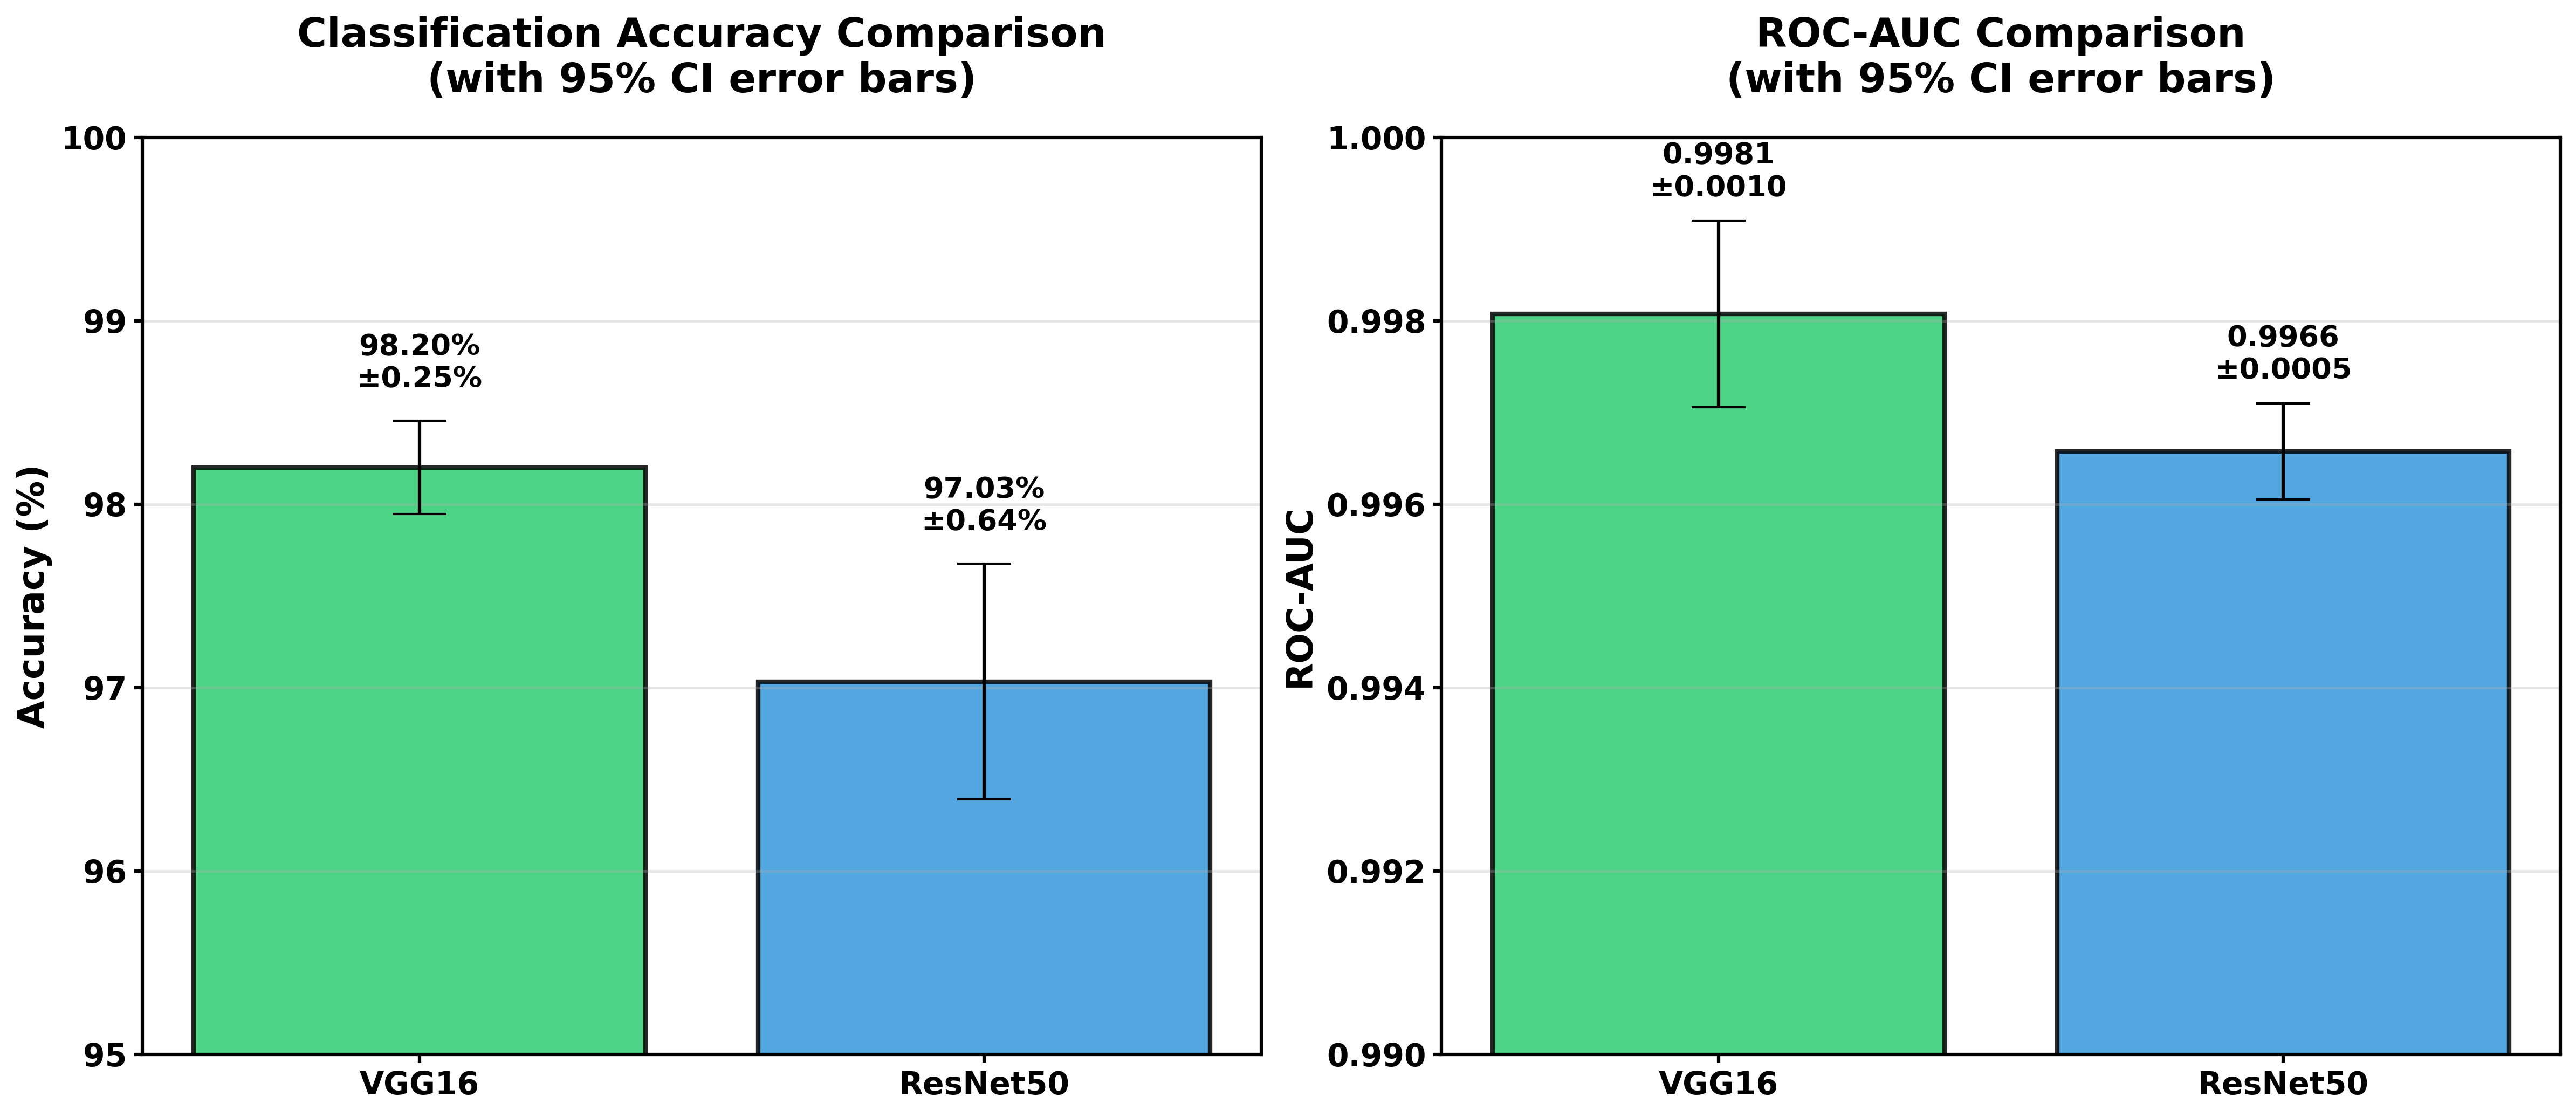 Classification Accuracy Comparison
(with 95% CI error bars)
Accuracy (%)
100
99
98
97
96
95
98.20%
±0.25%
97.03%
±0.64%
VGG16
ResNet50
ROC-AUC Comparison
(with 95% CI error bars)
ROC-AUC
1.000
0.998
0.996
0.994
0.992
0.990
0.9981
±0.0010
0.9966
±0.0005
VGG16
ResNet50